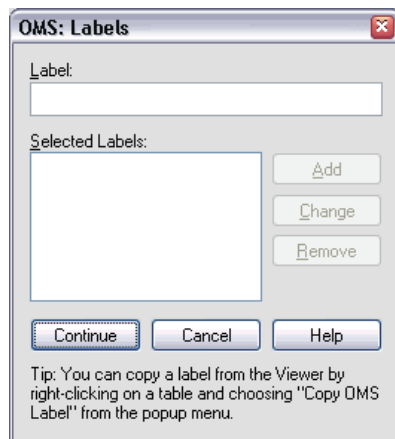 OMS: Labels
Label:
Selected Labels:
Add
Change
Remove
Continue Cancel Help
Tip: You can copy a label from the Viewer by
right-clicking on a table and choosing "Copy OMS
Label" from the popup menu.